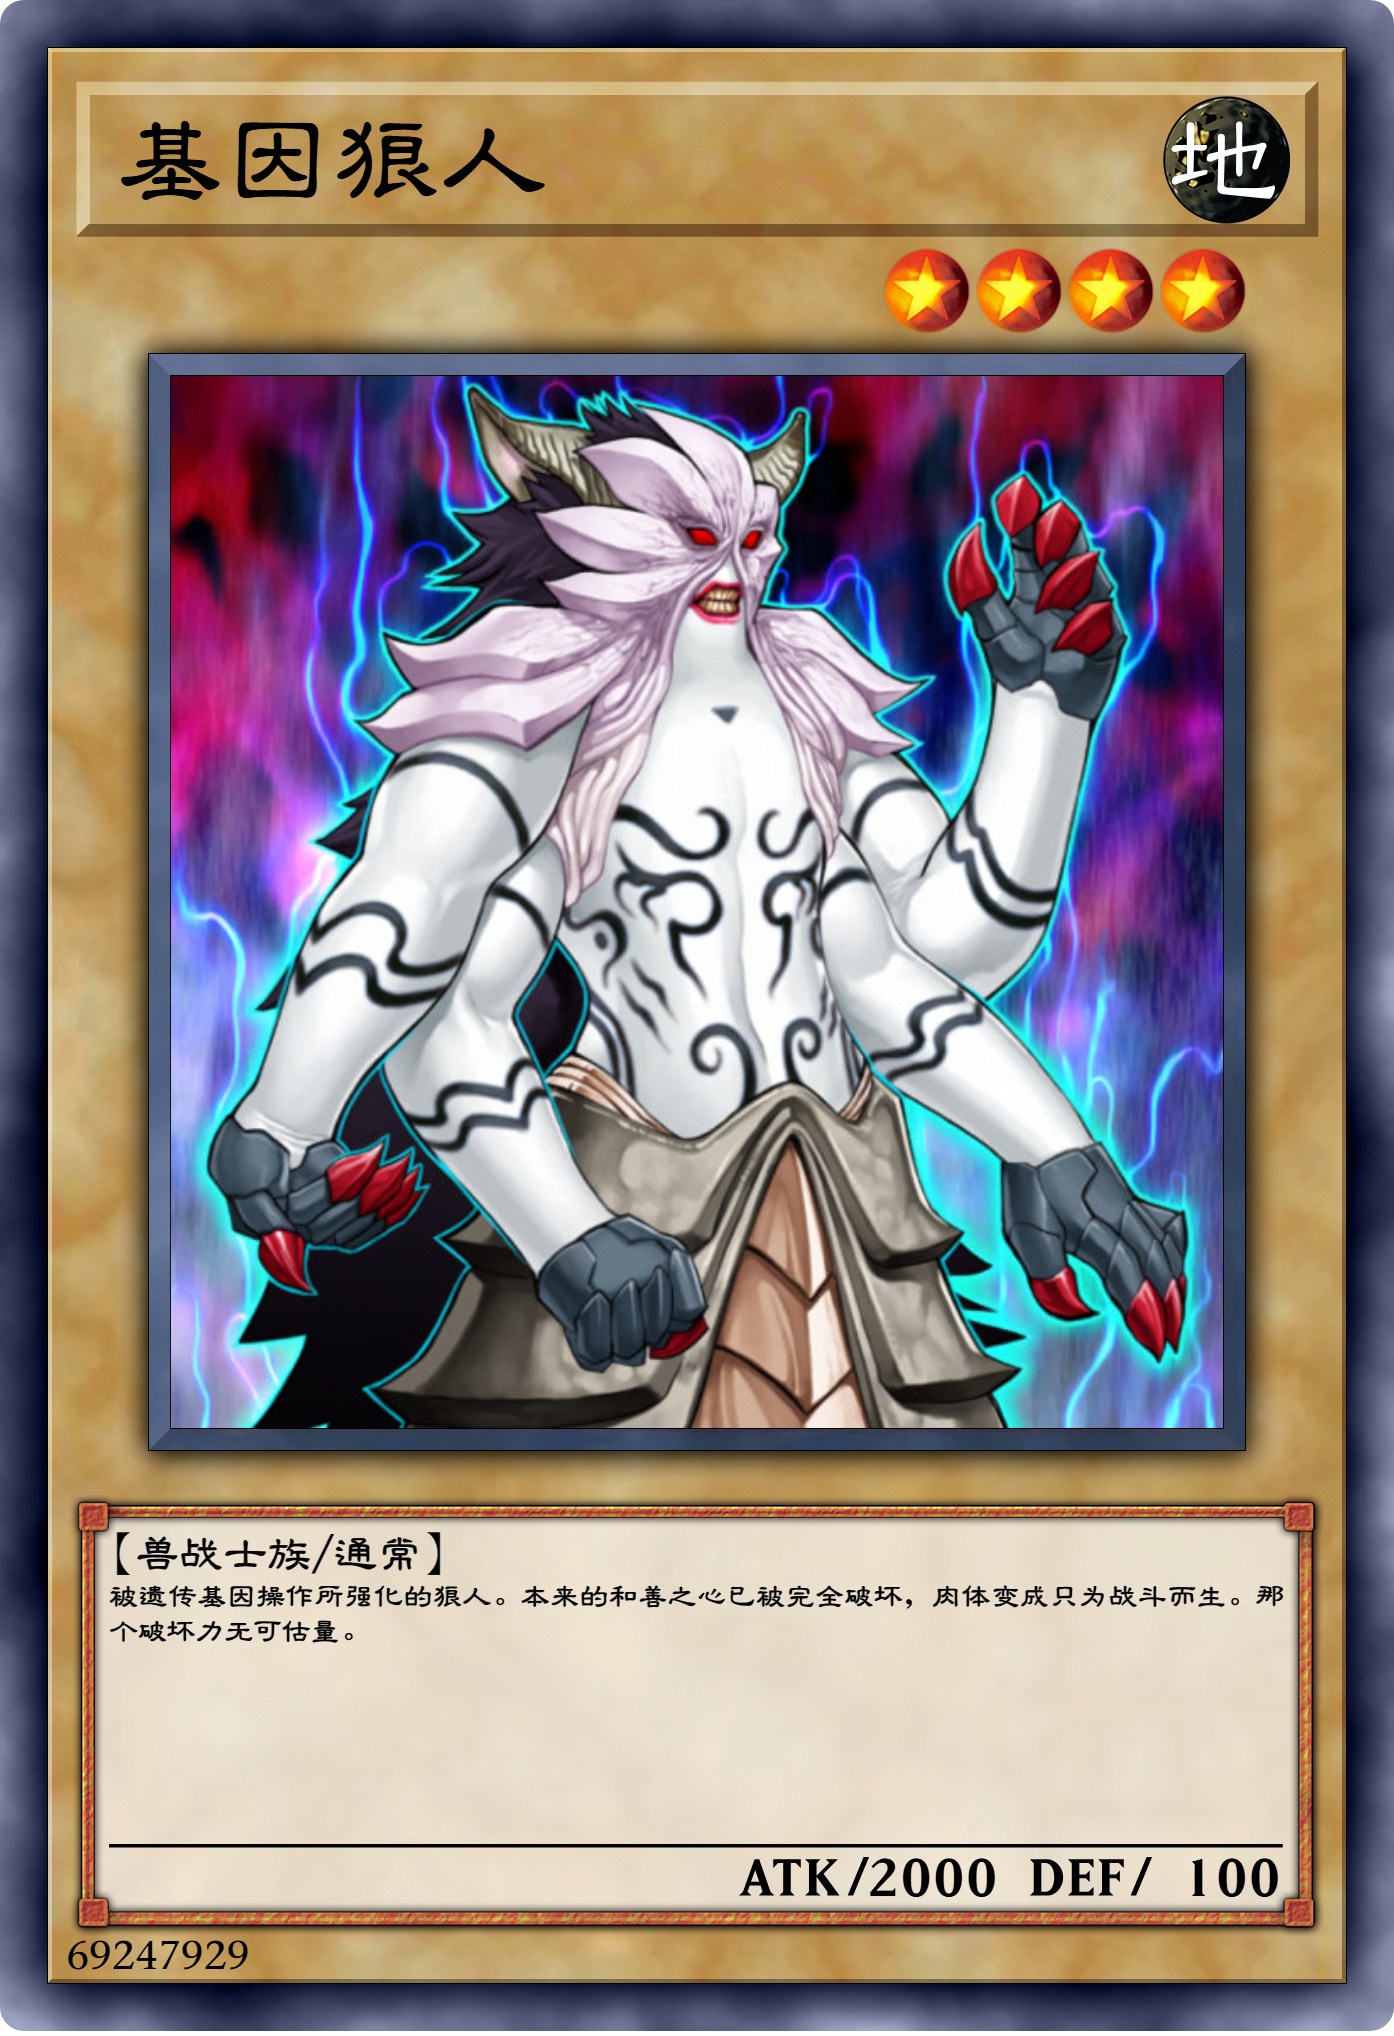 基因狼人
地
【兽战士族/通常】
被遗传基因操作所强化的狼人。本来的和善之心已被完全破坏，肉体变成只为战斗而生。那
个破坏力无可估量。
ATK/2000 DEF/ 100
69247929